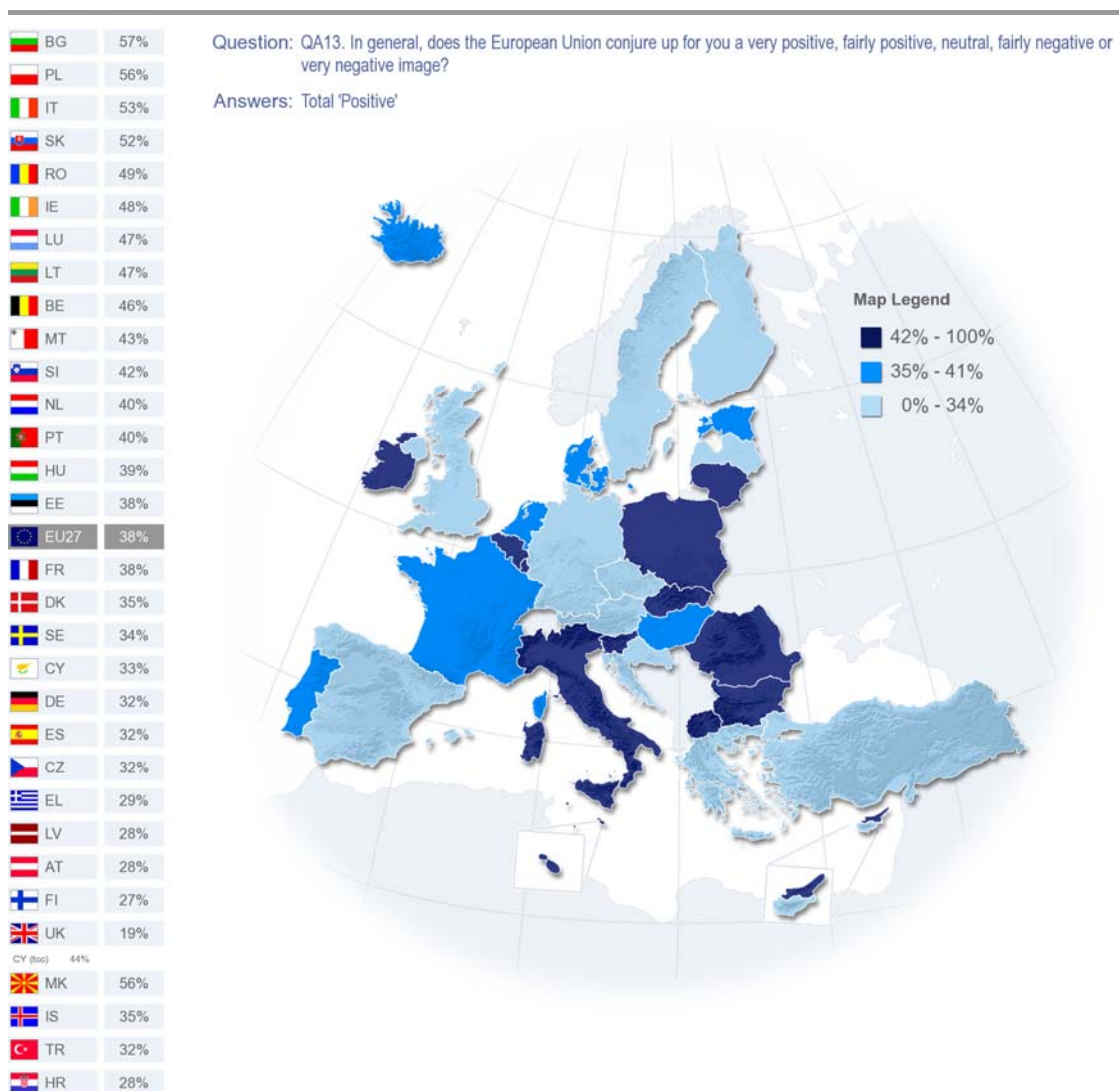 Question: QA13. In general, does the European Union conjure up for you a very positive, fairly positive, neutral, fairly negative or
very negative image?
Answers: Total 'Positive'
BG 57%
PL 56%
IT 53%
SK 52%
RO 49%
IE 48%
LU 47%
LT 47%
BE 46%
MT 43%
SI 42%
NL 40%
PT 40%
HU 39%
EE 38%
EU27 38%
FR 38%
DK 35%
SE 34%
CY 33%
DE 32%
ES 32%
CZ 32%
EL 29%
LV 28%
AT 28%
FI 27%
UK 19%
CY (tcc) 44%
MK 56%
IS 35%
TR 32%
HR 28%
Map Legend
42% - 100%
35% - 41%
0% - 34%